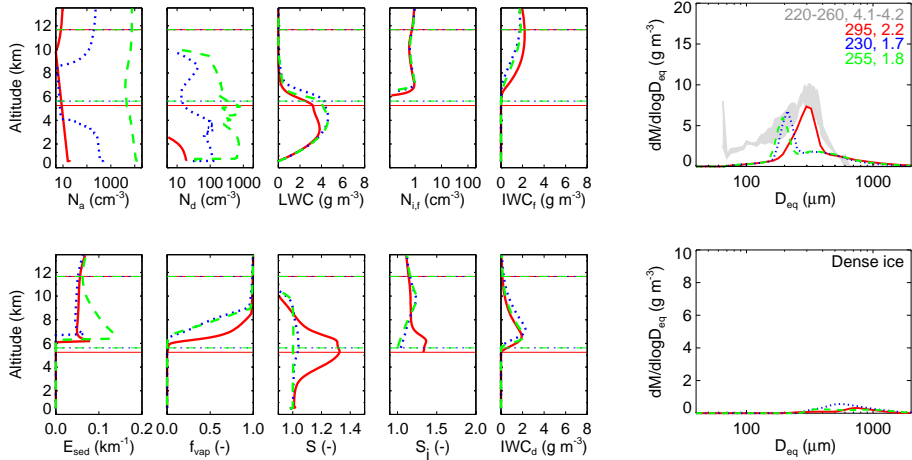 Altitude (km)
12
10
8
6
4
2
0
10 1000
N_a (cm^-3)
10 100 1000
N_d (cm^-3)
0 2 4 6 8
LWC (g m^-3)
1 10 100
N_i,f (cm^-3)
0 2 4 6 8
IWC_f (g m^-3)
dM/dlogD_eq (g m^-3)
20
15
10
5
0
220-260, 4.1-4.2
295, 2.2
230, 1.7
255, 1.8
100 1000
D_eq (μm)
Altitude (km)
12
10
8
6
4
2
0
0.0 0.1 0.2
E_sed (km^-1)
0.0 0.5 1.0
f_vap (-)
1.0 1.2 1.4
S (-)
1.0 1.5 2.0
S_i (-)
0 2 4 6 8
IWC_d (g m^-3)
dM/dlogD_eq (g m^-3)
10
8
6
4
2
0
Dense ice
100 1000
D_eq (μm)